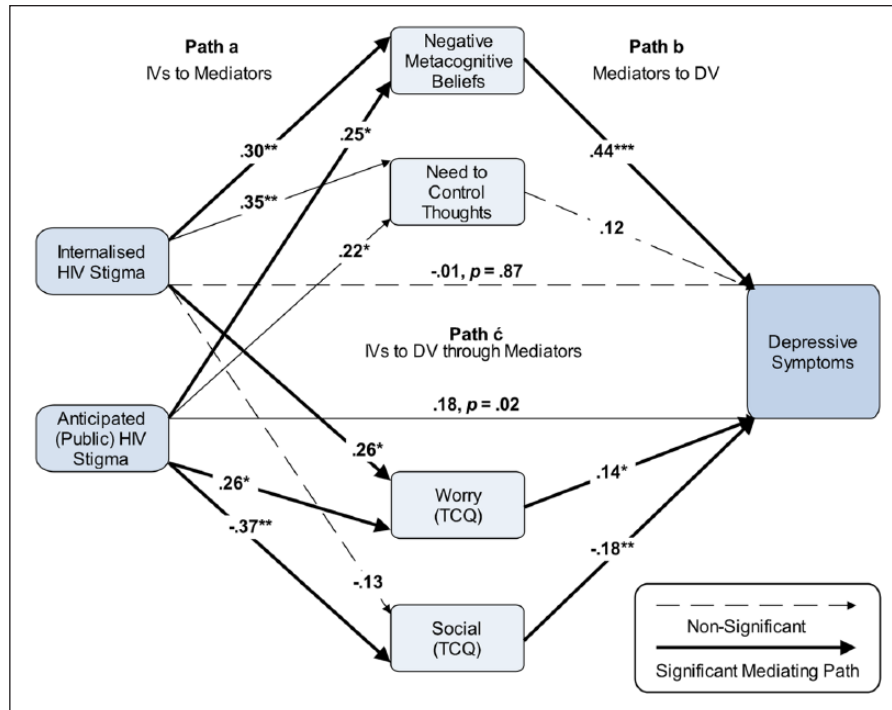 Path a
IVs to Mediators
Negative
Metacognitive
Beliefs
Path b
Mediators to DV
.30**
.25*
.44***
.35**
Need to
Control
Thoughts
.12
.22*
Internalised
HIV Stigma
-.01, p = .87
Path ć
IVs to DV through Mediators
Depressive
Symptoms
Anticipated
(Public) HIV
Stigma
.18, p = .02
.26*
.26*
-.37**
Worry
(TCQ)
.14*
-.18**
-.13
Social
(TCQ)
Non-Significant
Significant Mediating Path